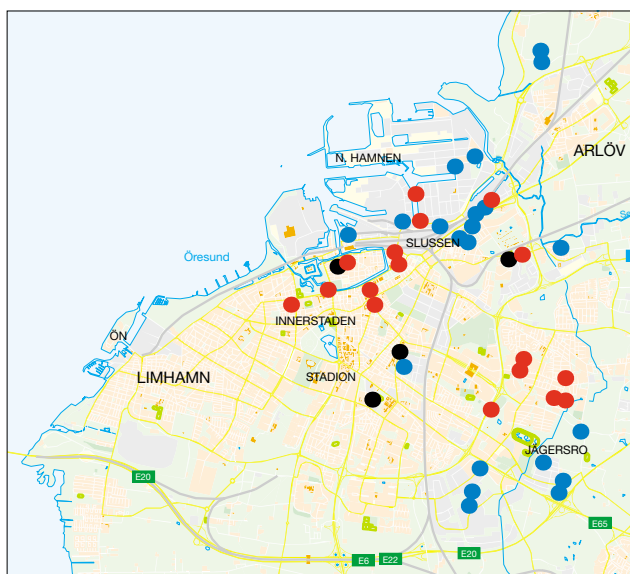 ARLÖV
N. HAMNEN
SLUSSEN
Öresund
INNERSTADEN
ÖN
LIMHAMN
STADION
JÄGERSRO
E20
E65
E20
E6
E22